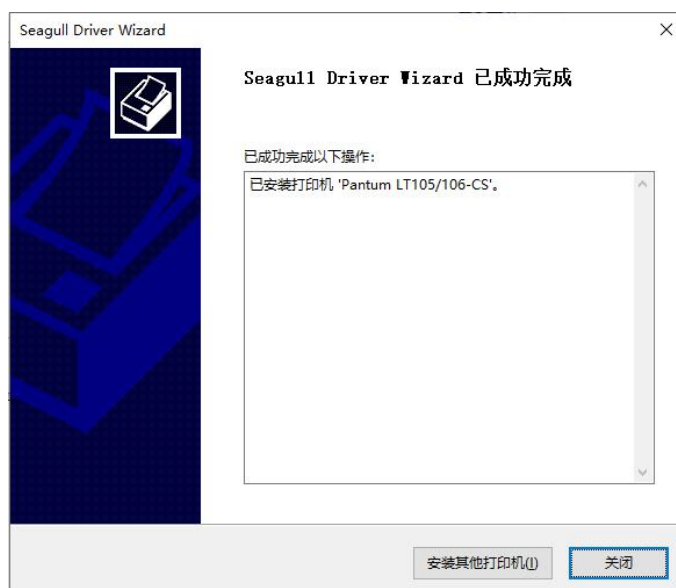 Seagull Driver Wizard
Seagull Driver Wizard 已成功完成
已成功完成以下操作：
已安装打印机 'Pantum LT105/106-CS'。
安装其他打印机(I)
关闭